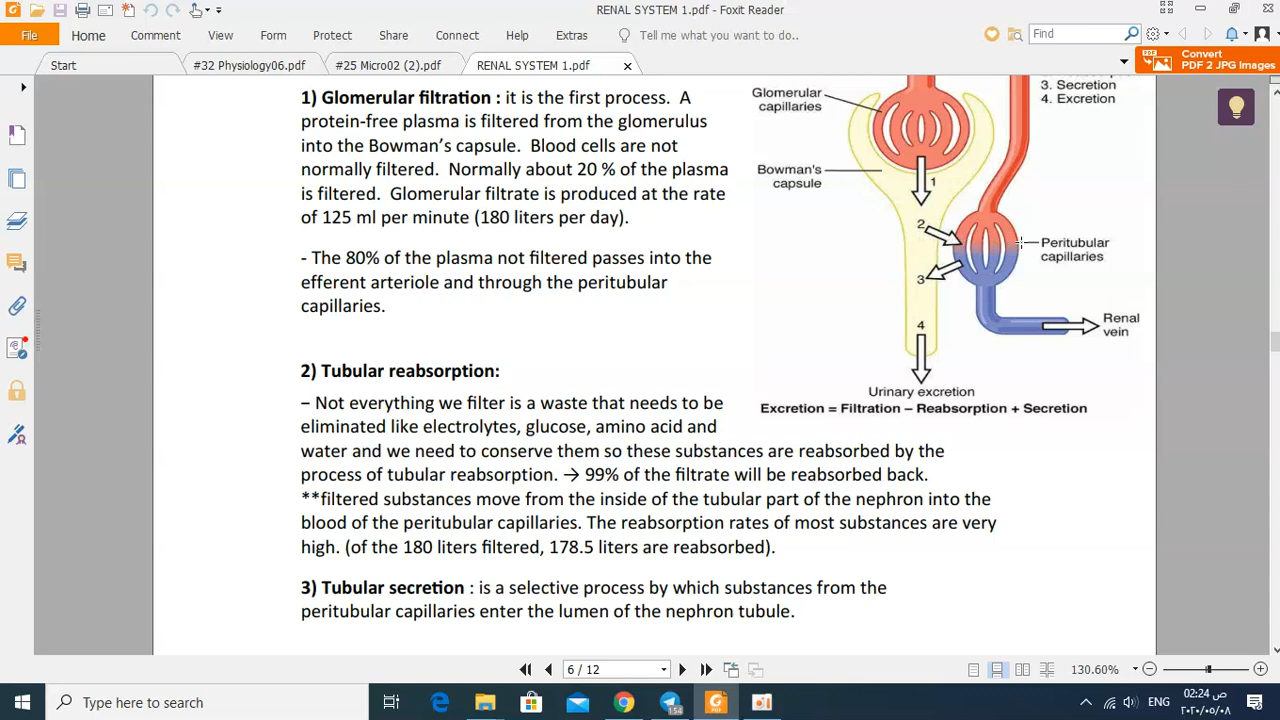 RENAL SYSTEM 1.pdf - Foxit Reader
File
Home
Comment
View
Form
Protect
Share
Connect
Help
Extras
Tell me what you want to do...
Find
Start
#32 Physiology06.pdf
#25 Micro02 (2).pdf
RENAL SYSTEM 1.pdf
Convert
PDF 2 JPG Images
1) Glomerular filtration : it is the first process. A
protein-free plasma is filtered from the glomerulus
into the Bowman's capsule. Blood cells are not
normally filtered. Normally about 20 % of the plasma
is filtered. Glomerular filtrate is produced at the rate
of 125 ml per minute (180 liters per day).
- The 80% of the plasma not filtered passes into the
efferent arteriole and through the peritubular
capillaries.
2) Tubular reabsorption:
– Not everything we filter is a waste that needs to be
eliminated like electrolytes, glucose, amino acid and
water and we need to conserve them so these substances are reabsorbed by the
process of tubular reabsorption. → 99% of the filtrate will be reabsorbed back.
**filtered substances move from the inside of the tubular part of the nephron into the
blood of the peritubular capillaries. The reabsorption rates of most substances are very
high. (of the 180 liters filtered, 178.5 liters are reabsorbed).
3) Tubular secretion : is a selective process by which substances from the
peritubular capillaries enter the lumen of the nephron tubule.
3. Secretion
4. Excretion
Glomerular
capillaries
Bowman's
capsule
1
2
3
4
Peritubular
capillaries
Renal
vein
Urinary excretion
Excretion = Filtration – Reabsorption + Secretion
6 / 12
130.60%
Type here to search
154
ENG
02:24 ص
٢٠٢٠/٠٥/٠٨